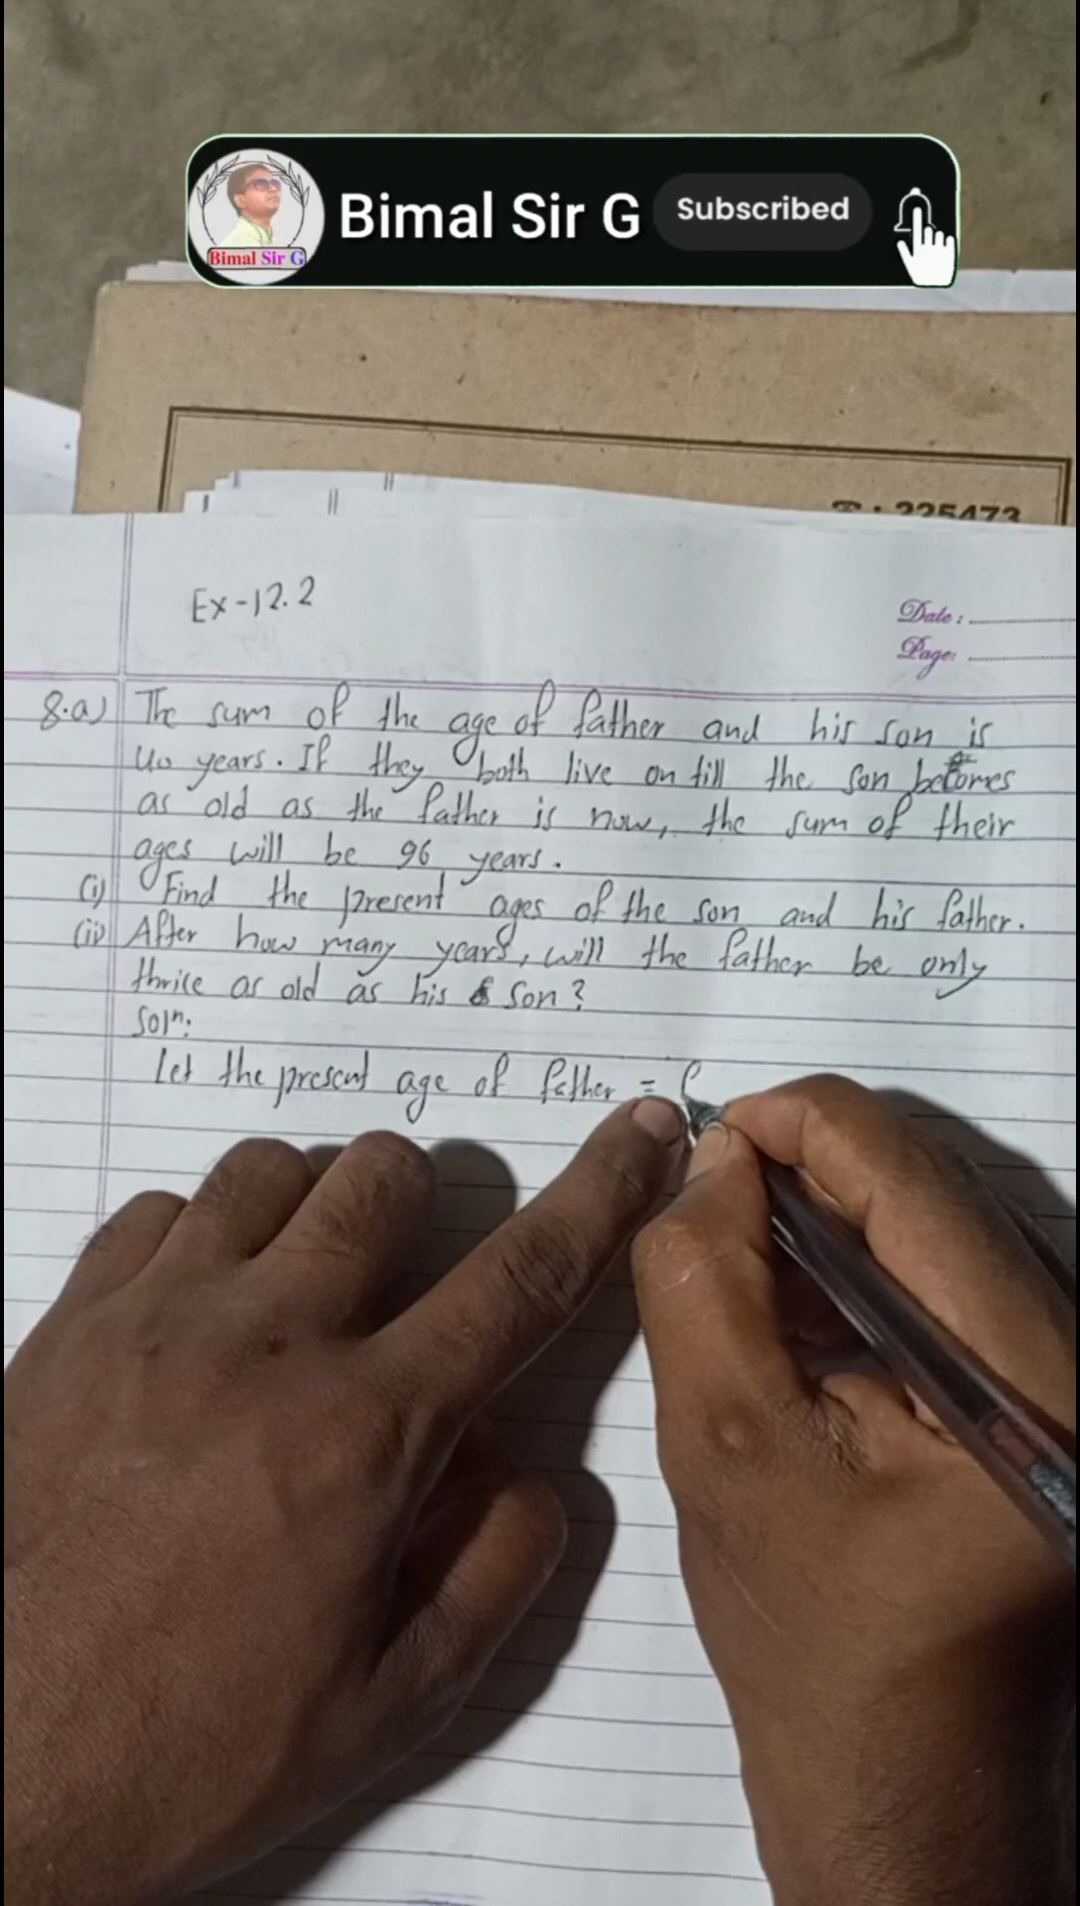 Bimal Sir G
Bimal Sir G
Subscribed
☎ : 225473
Ex-12.2
Date:
Page:
8.a) The sum of the age of father and his son is
40 years. If they both live on till the son becomes
as old as the father is now, the sum of their
ages will be 96 years.
(i) Find the present ages of the son and his father.
(ii) After how many years, will the father be only
thrice as old as his son?
Solⁿ:
Let the present age of father =